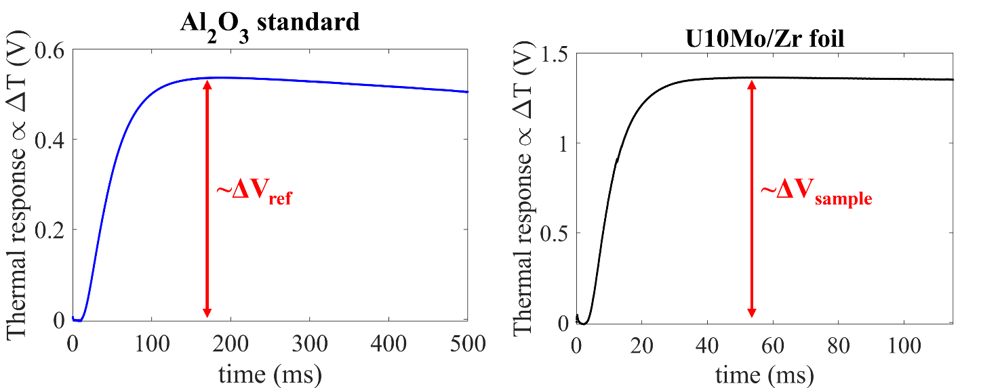 Al₂O₃ standard
Thermal response ∝ ΔT (V)
0.6
0.4
0.2
0
~ΔV_ref
0 100 200 300 400 500
time (ms)
U10Mo/Zr foil
Thermal response ∝ ΔT (V)
1.5
1
0.5
0
~ΔV_sample
0 20 40 60 80 100
time (ms)